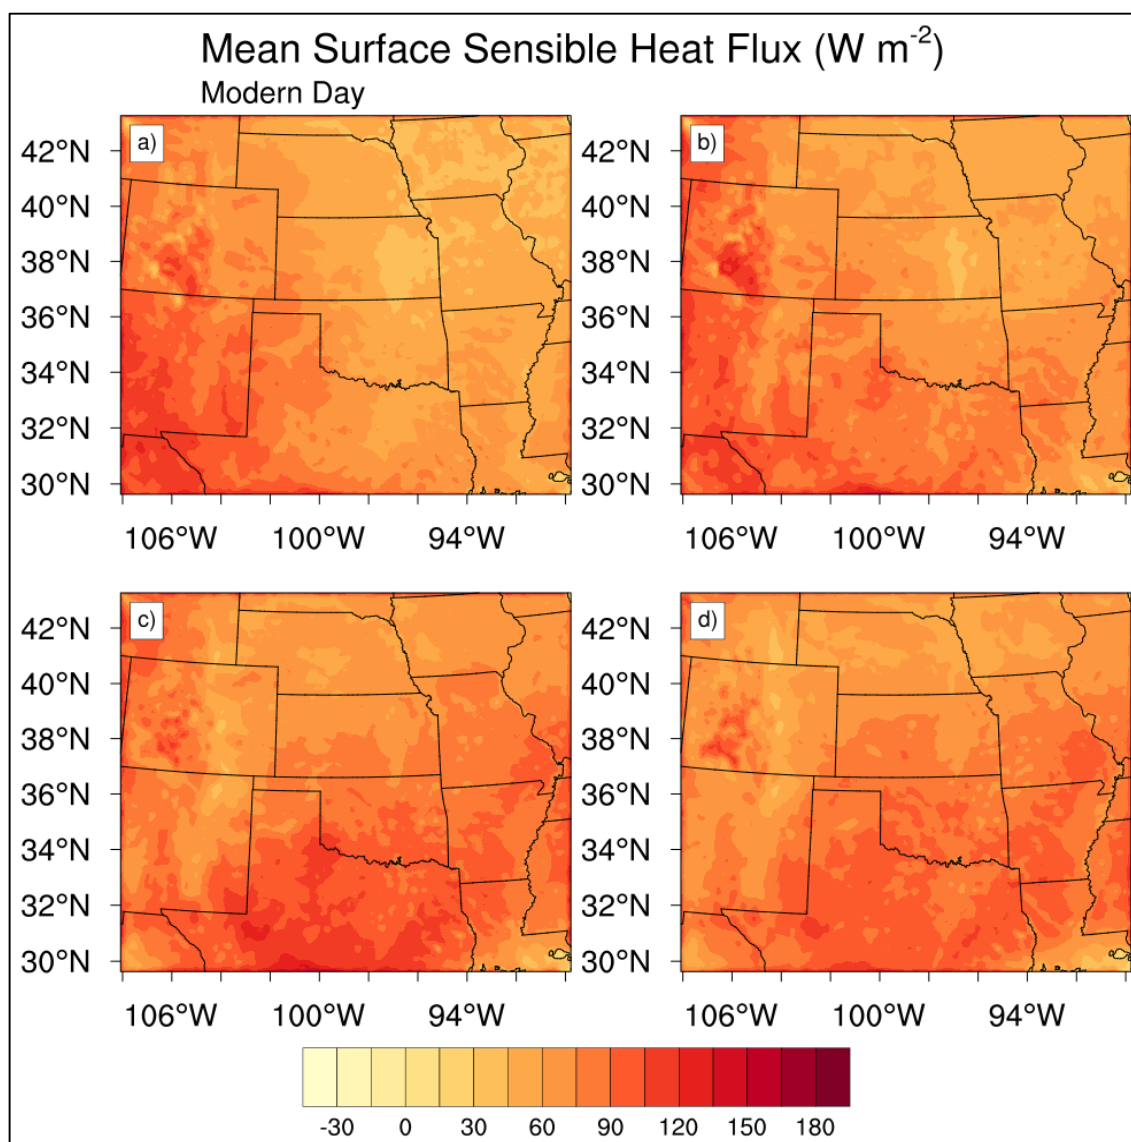 Mean Surface Sensible Heat Flux (W m⁻²)
Modern Day
a)
b)
42°N
40°N
38°N
36°N
34°N
32°N
30°N
106°W 100°W 94°W
42°N
40°N
38°N
36°N
34°N
32°N
30°N
106°W 100°W 94°W
c)
d)
42°N
40°N
38°N
36°N
34°N
32°N
30°N
106°W 100°W 94°W
42°N
40°N
38°N
36°N
34°N
32°N
30°N
106°W 100°W 94°W
-30 0 30 60 90 120 150 180